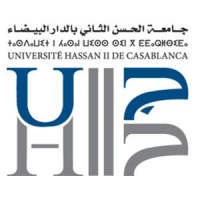 جامعة الحسن الثاني بالدار البيضاء
UNIVERSITÉ HASSAN II DE CASABLANCA
U
H